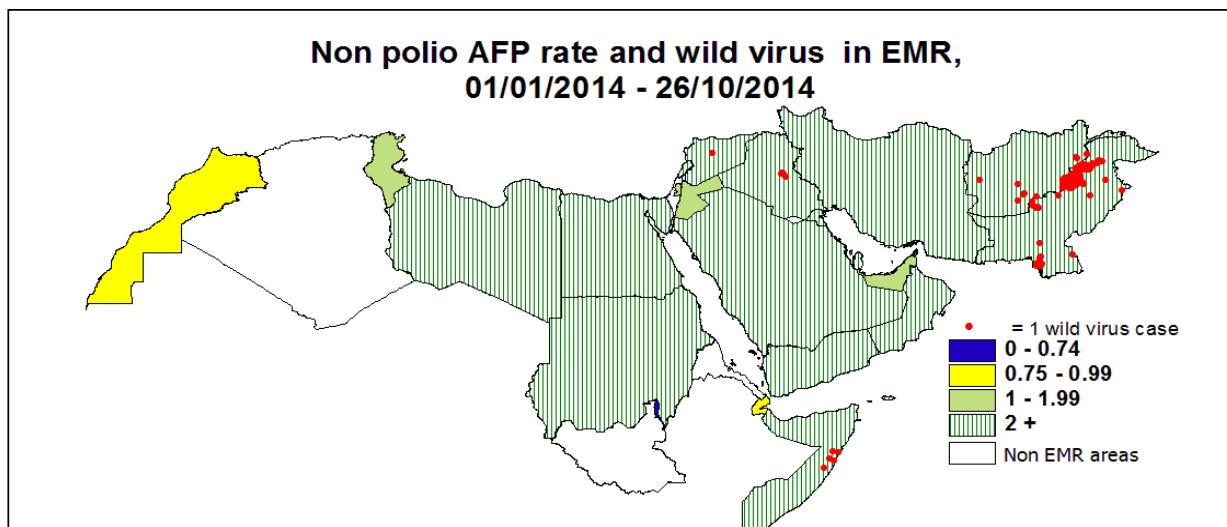 Non polio AFP rate and wild virus in EMR,
01/01/2014 - 26/10/2014
= 1 wild virus case
0 - 0.74
0.75 - 0.99
1 - 1.99
2 +
Non EMR areas